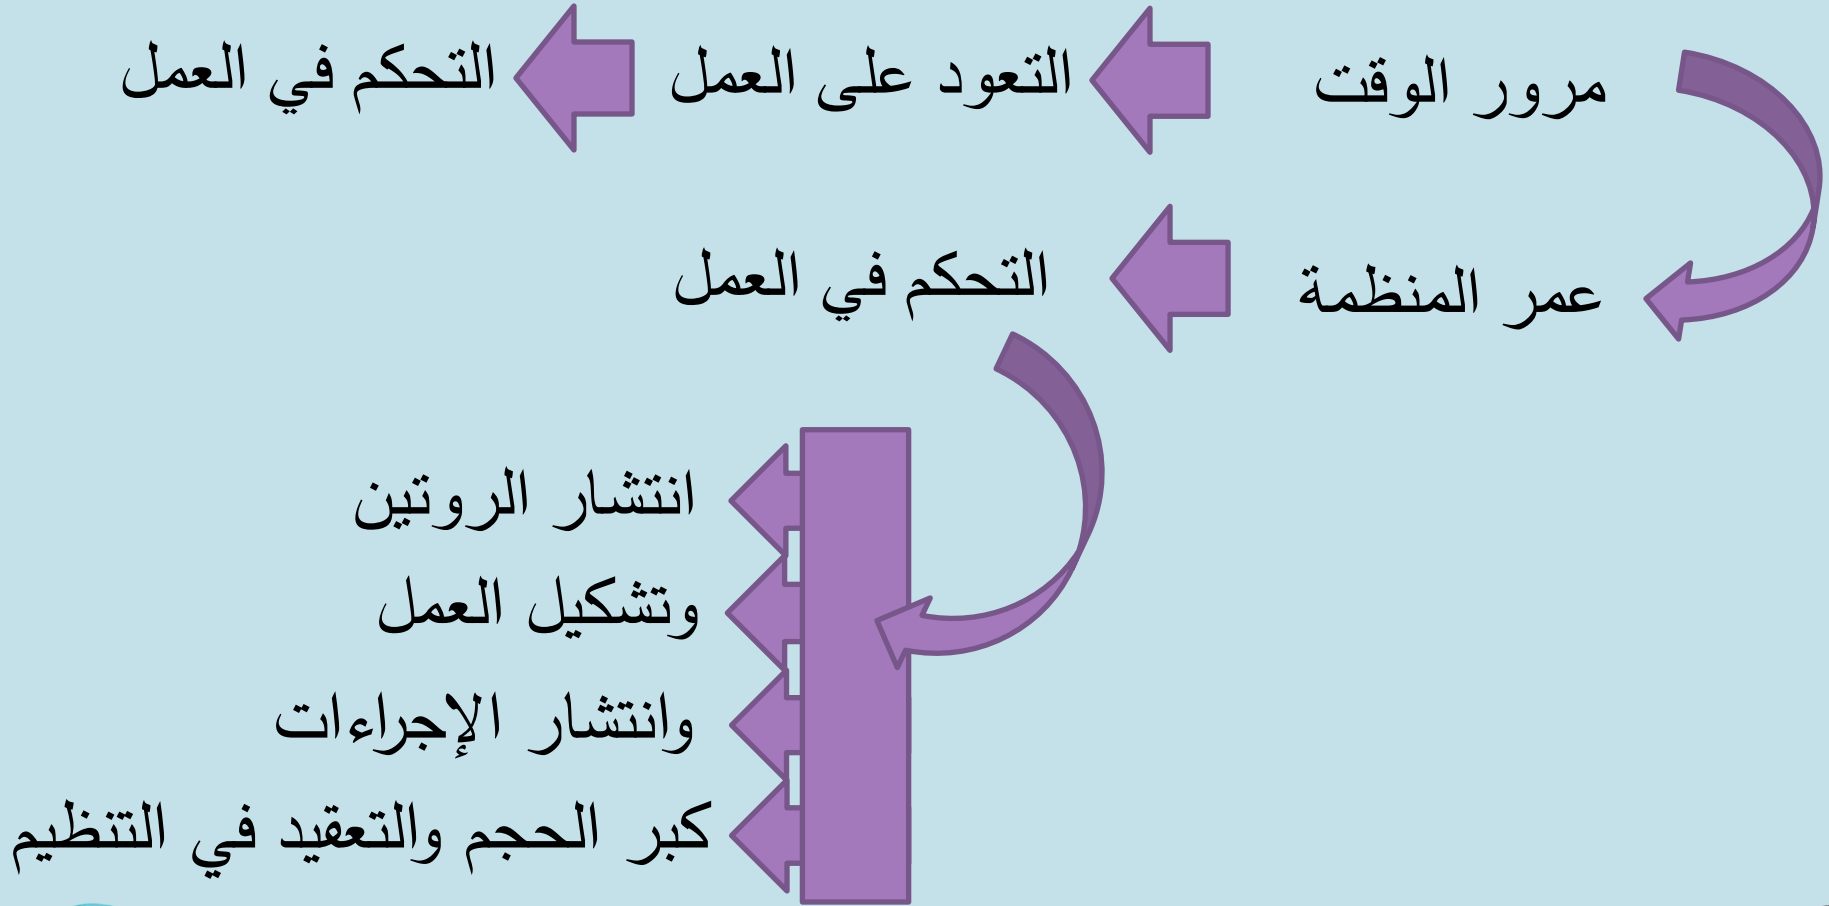 مرور الوقت التعود على العمل التحكم في العمل
عمر المنظمة التحكم في العمل
انتشار الروتين
وتشكيل العمل
وانتشار الإجراءات
كبر الحجم والتعقيد في التنظيم